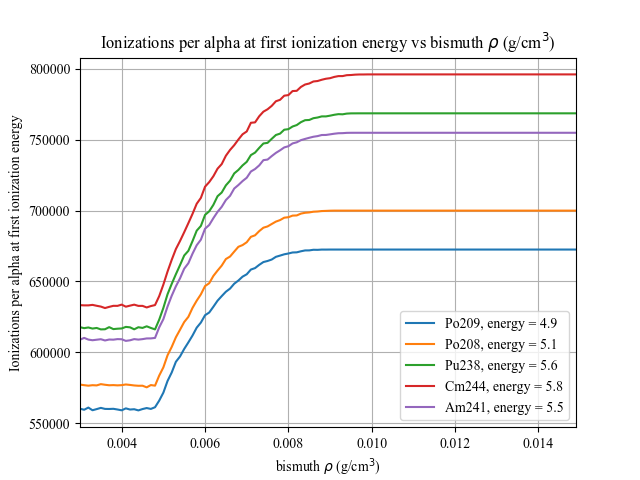 Ionizations per alpha at first ionization energy vs bismuth ρ (g/cm³)
Ionizations per alpha at first ionization energy
800000
750000
700000
650000
600000
550000
Po209, energy = 4.9
Po208, energy = 5.1
Pu238, energy = 5.6
Cm244, energy = 5.8
Am241, energy = 5.5
0.004 0.006 0.008 0.010 0.012 0.014
bismuth ρ (g/cm³)